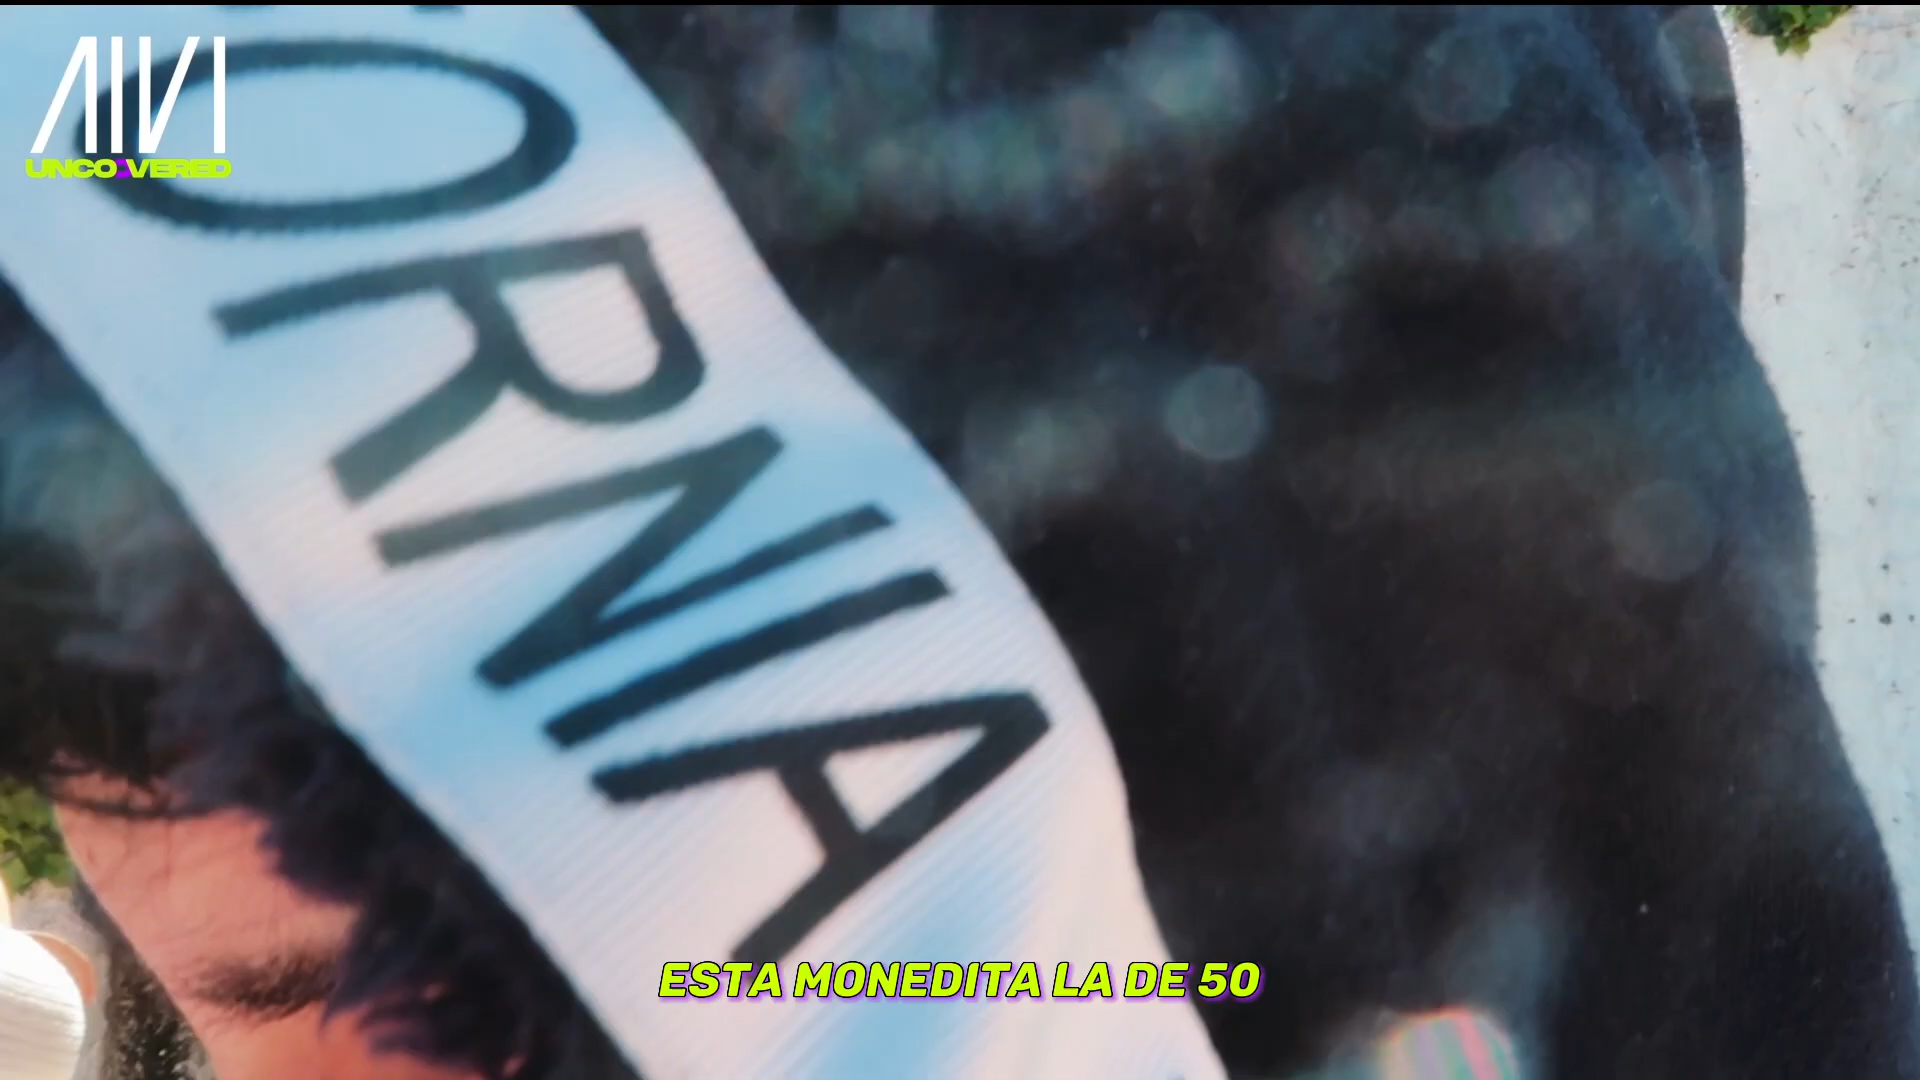 AIVI
UNCOVERED
ORNIA
ESTA MONEDITA LA DE 50